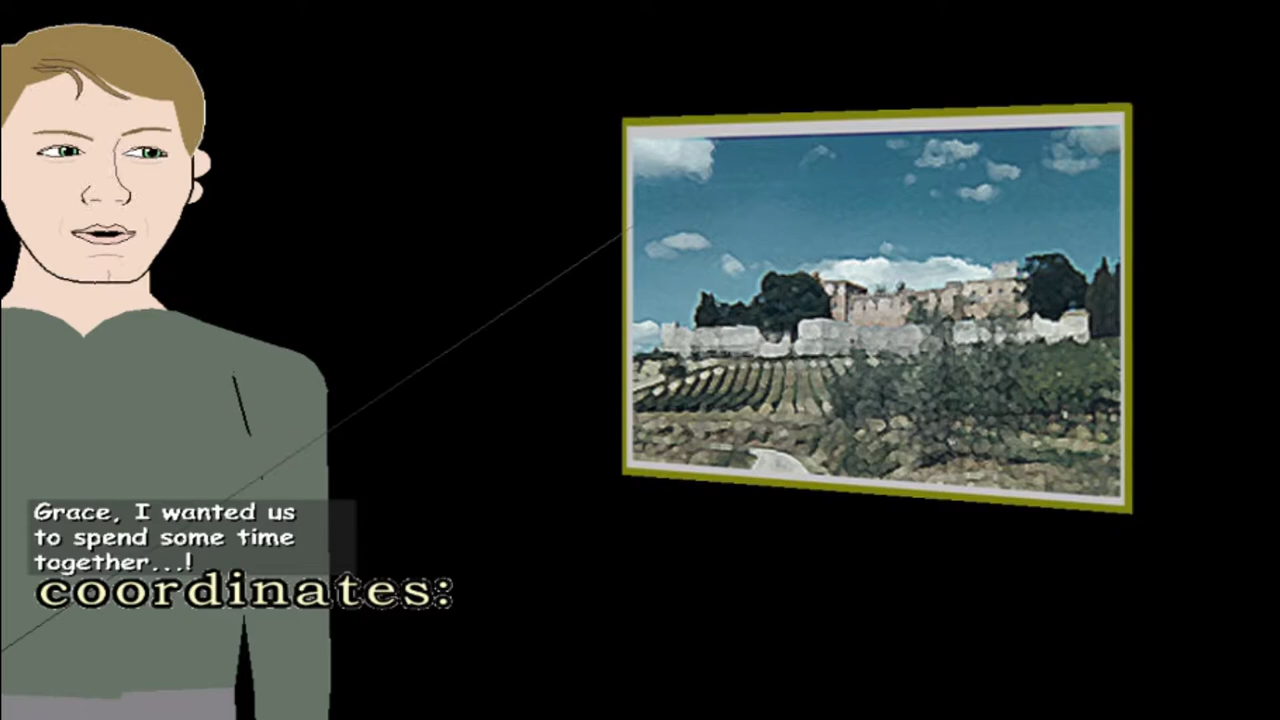 Grace, I wanted us
to spend some time
together...!
coordinates: